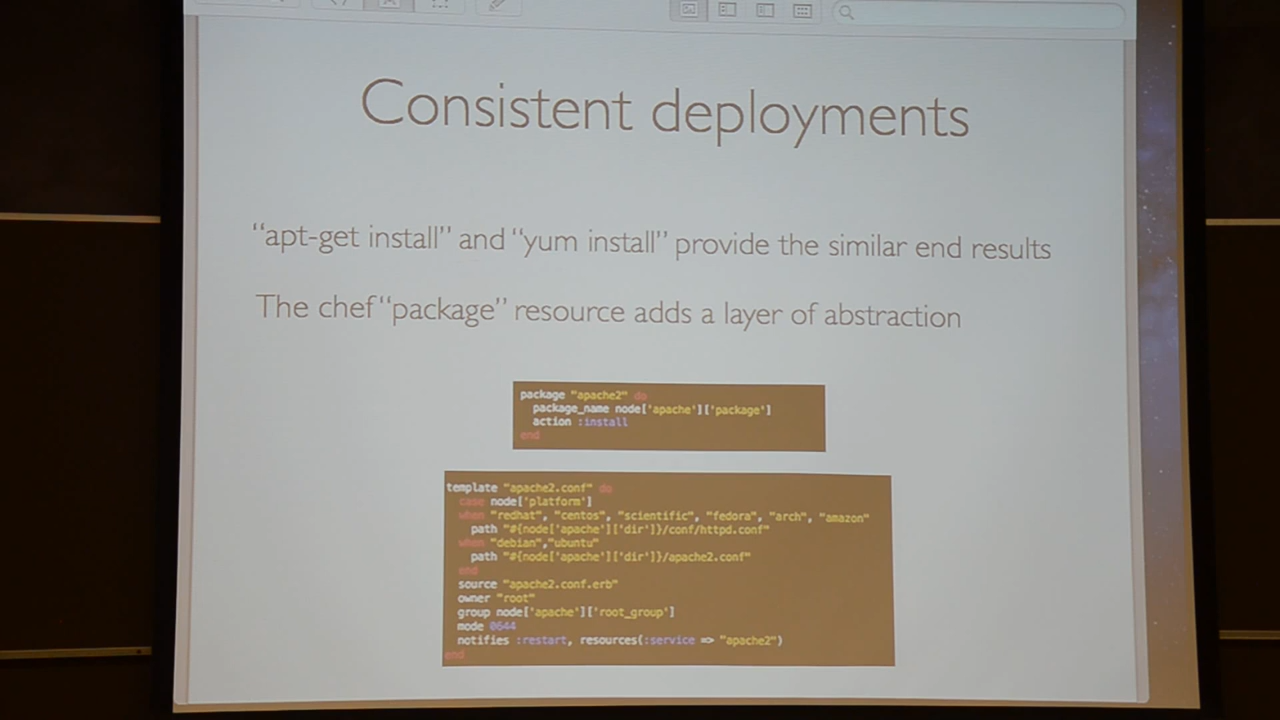 Consistent deployments
“apt-get install” and “yum install” provide the similar end results
The chef “package” resource adds a layer of abstraction
package "apache2" do
package_name node['apache']['package']
action :install
end
template "apache2.conf" do
case node['platform']
when "redhat", "centos", "scientific", "fedora", "arch", "amazon"
path "#{node['apache']['dir']}/conf/httpd.conf"
when "debian","ubuntu"
path "#{node['apache']['dir']}/apache2.conf"
end
source "apache2.conf.erb"
owner "root"
group node['apache']['root_group']
mode 0644
notifies :restart, resources(:service => "apache2")
end